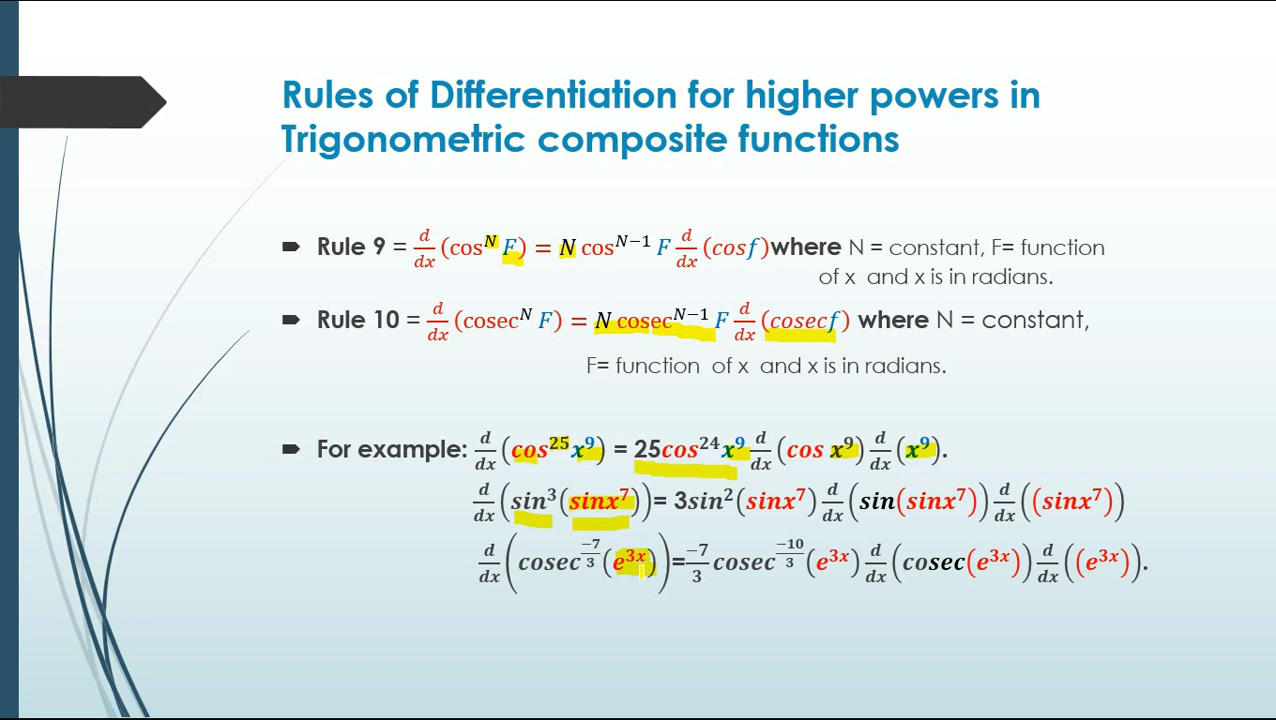 Rules of Differentiation for higher powers in
Trigonometric composite functions
Rule 9 = d/dx (cos^N F) = N cos^(N−1) F d/dx (cosf)where N = constant, F= function
of x and x is in radians.
Rule 10 = d/dx (cosec^N F) = N cosec^(N−1) F d/dx (cosecf) where N = constant,
F= function of x and x is in radians.
For example: d/dx (cos^25 x^9) = 25cos^24 x^9 d/dx (cos x^9) d/dx (x^9).
d/dx (sin^3(sinx^7))= 3sin^2(sinx^7) d/dx (sin(sinx^7)) d/dx ((sinx^7))
d/dx (cosec^(−7/3)(e^3x))=−7/3 cosec^(−10/3)(e^3x) d/dx (cosec(e^3x)) d/dx ((e^3x)).